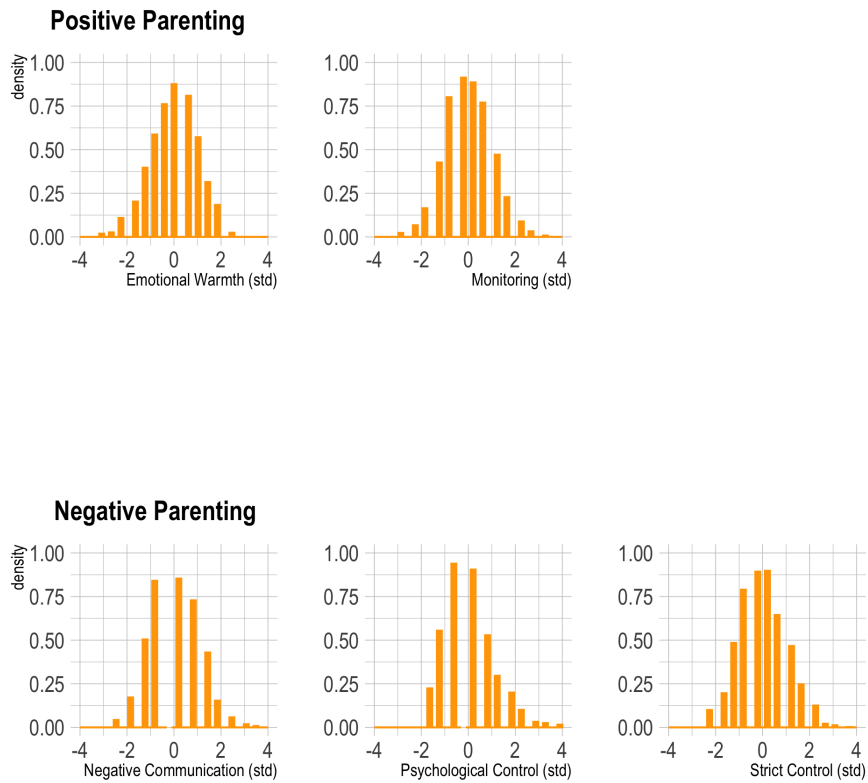 Positive Parenting
density
1.00
0.75
0.50
0.25
0.00
-4 -2 0 2 4
Emotional Warmth (std)
1.00
0.75
0.50
0.25
0.00
-4 -2 0 2 4
Monitoring (std)
Negative Parenting
density
1.00
0.75
0.50
0.25
0.00
-4 -2 0 2 4
Negative Communication (std)
1.00
0.75
0.50
0.25
0.00
-4 -2 0 2 4
Psychological Control (std)
1.00
0.75
0.50
0.25
0.00
-4 -2 0 2 4
Strict Control (std)